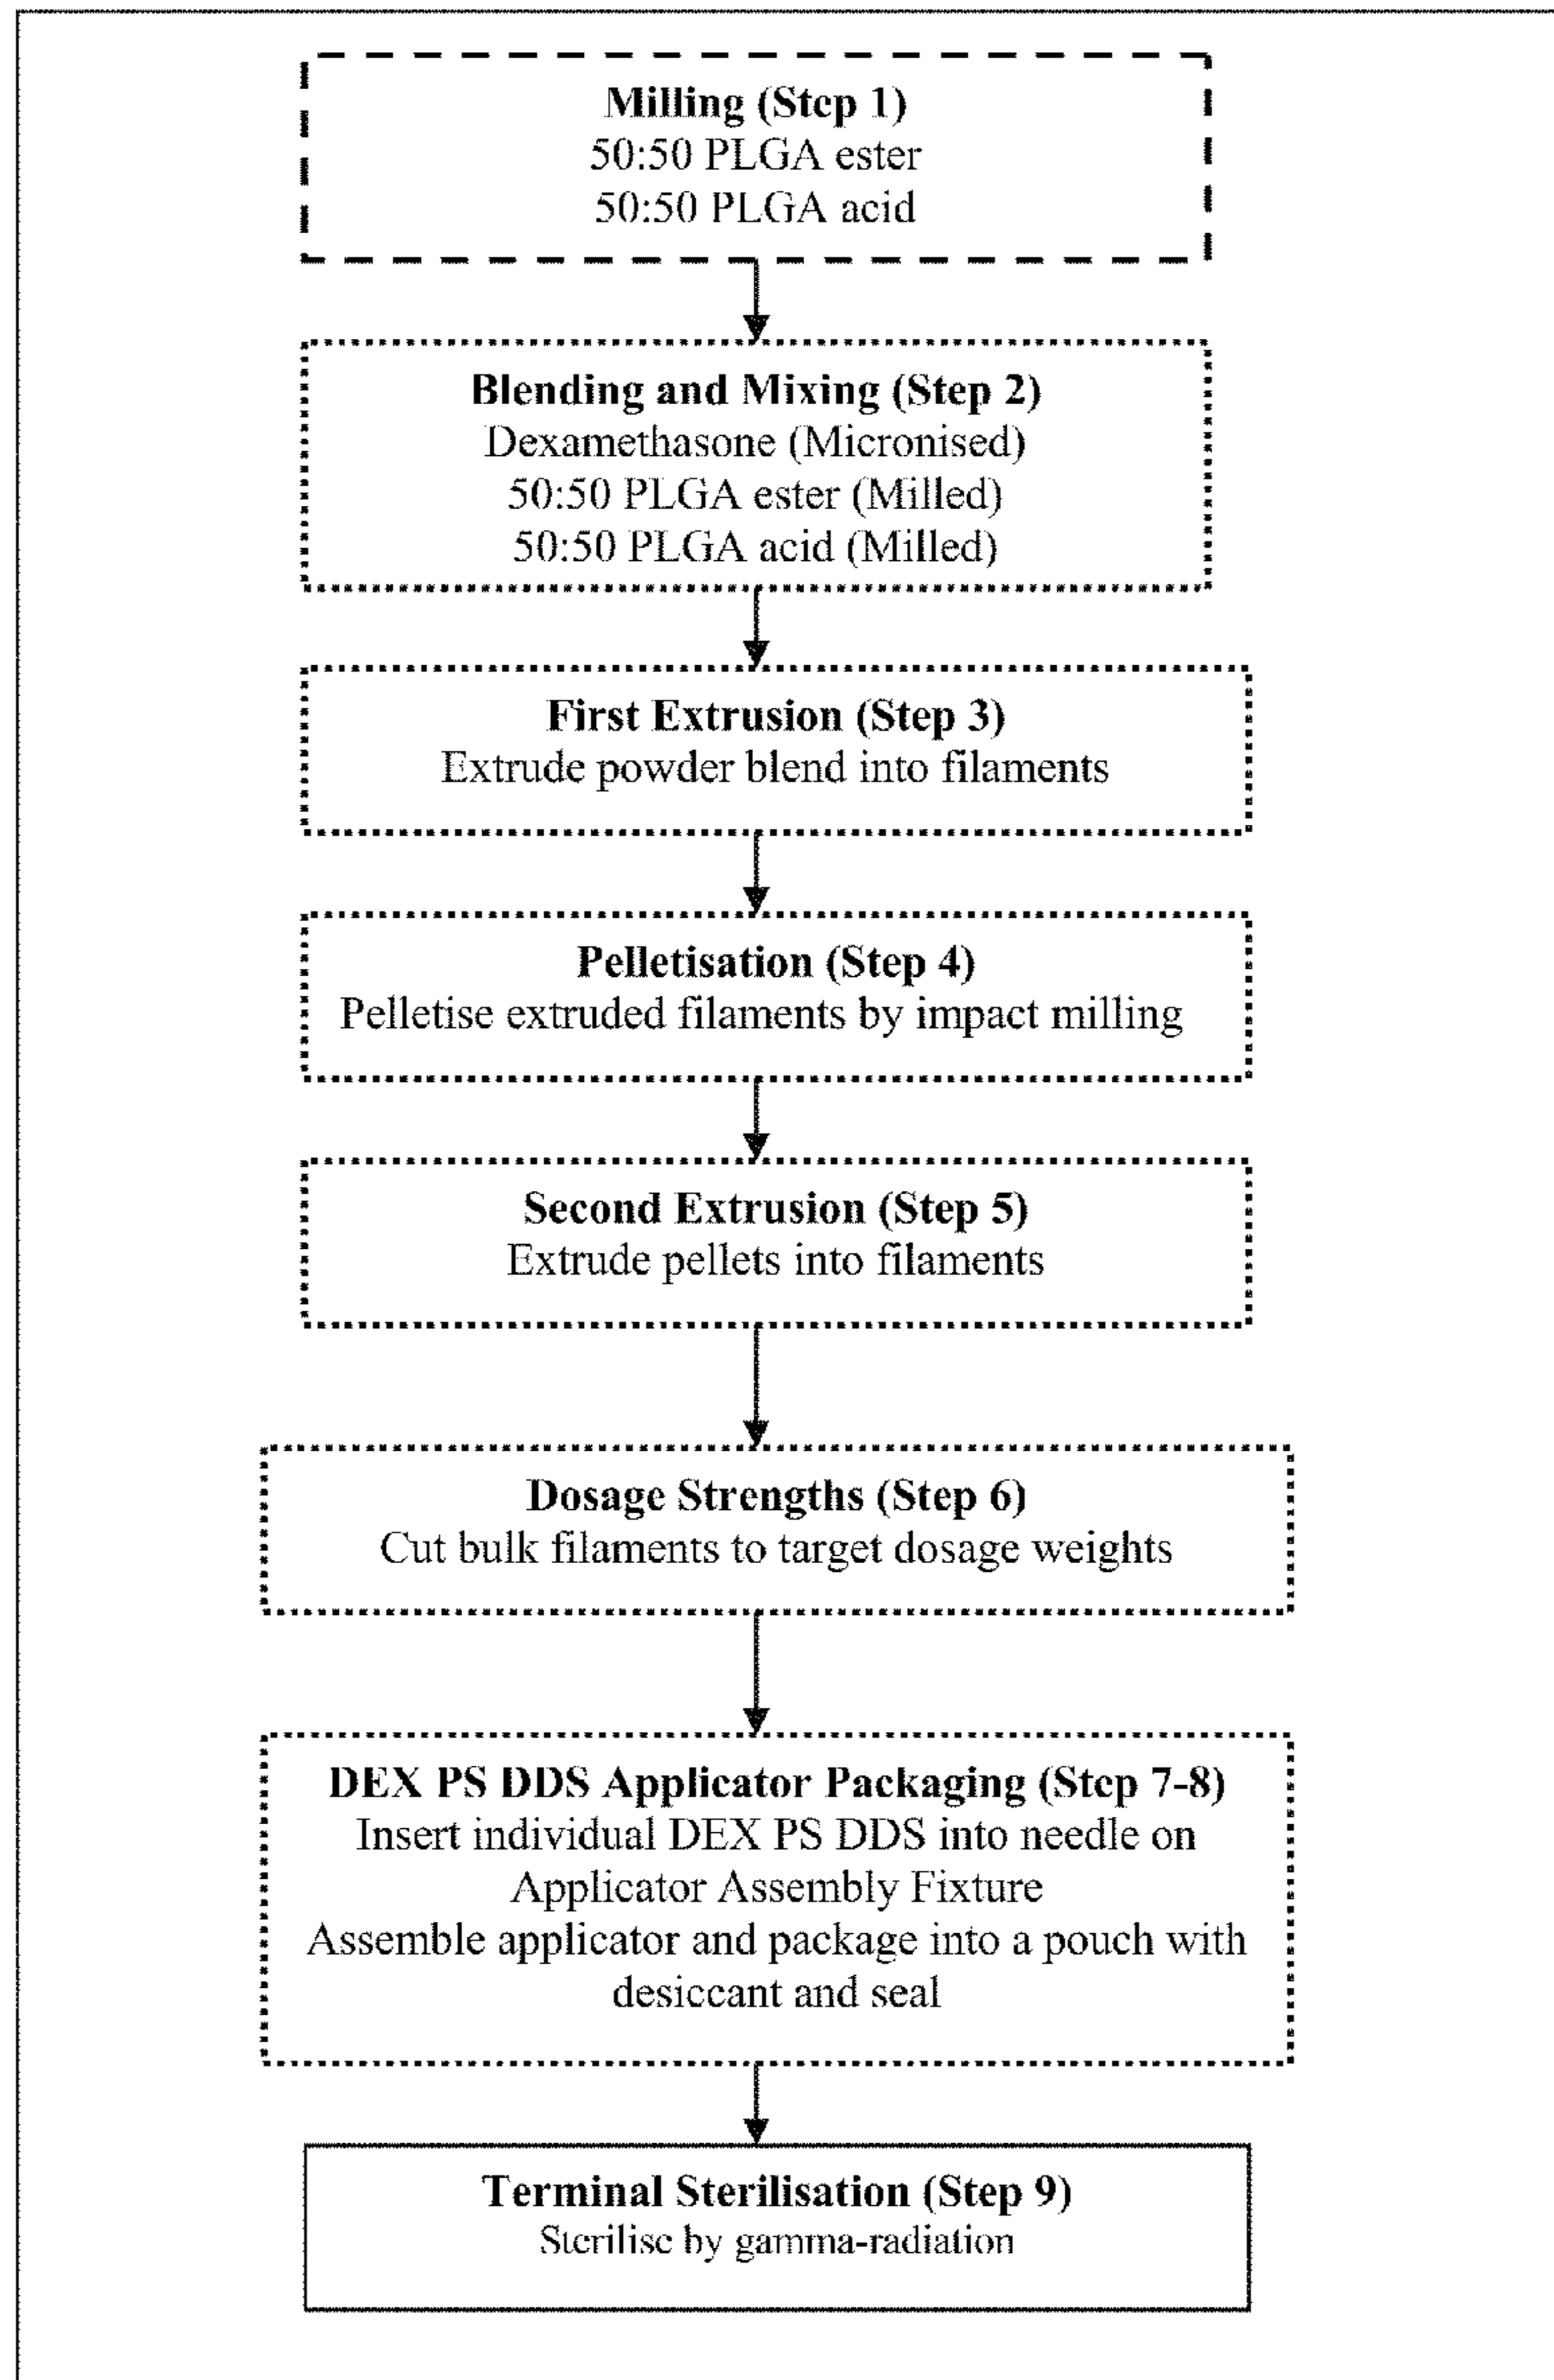 Milling (Step 1)
50:50 PLGA ester
50:50 PLGA acid
Blending and Mixing (Step 2)
Dexamethasone (Micronised)
50:50 PLGA ester (Milled)
50:50 PLGA acid (Milled)
First Extrusion (Step 3)
Extrude powder blend into filaments
Pelletisation (Step 4)
Pelletise extruded filaments by impact milling
Second Extrusion (Step 5)
Extrude pellets into filaments
Dosage Strengths (Step 6)
Cut bulk filaments to target dosage weights
DEX PS DDS Applicator Packaging (Step 7-8)
Insert individual DEX PS DDS into needle on
Applicator Assembly Fixture
Assemble applicator and package into a pouch with
desiccant and seal
Terminal Sterilisation (Step 9)
Sterilise by gamma-radiation